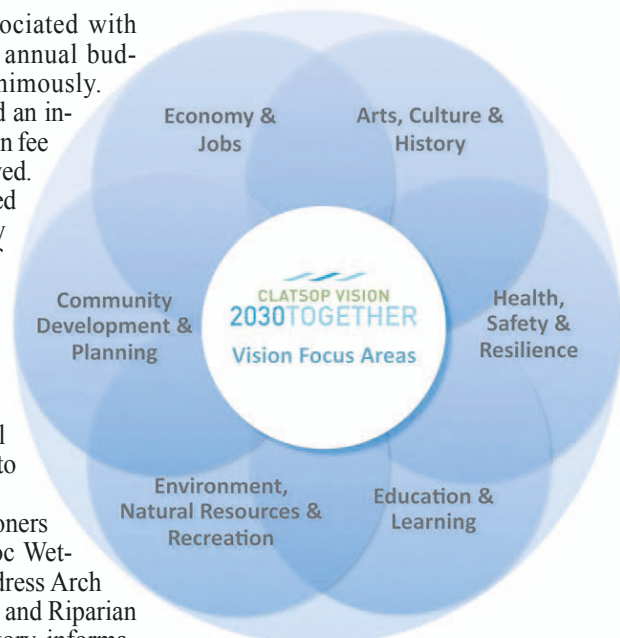 ociated with
annual bud-
nimously.
d an in-
n fee
ved.
ed
y
l
to
oners
oc Wet-
dress Arch
and Riparian
tory informa-
Economy &
Jobs
Arts, Culture &
History
Community
Development &
Planning
CLATSOP VISION
2030TOGETHER
Vision Focus Areas
Health,
Safety &
Resilience
Environment,
Natural Resources &
Recreation
Education &
Learning